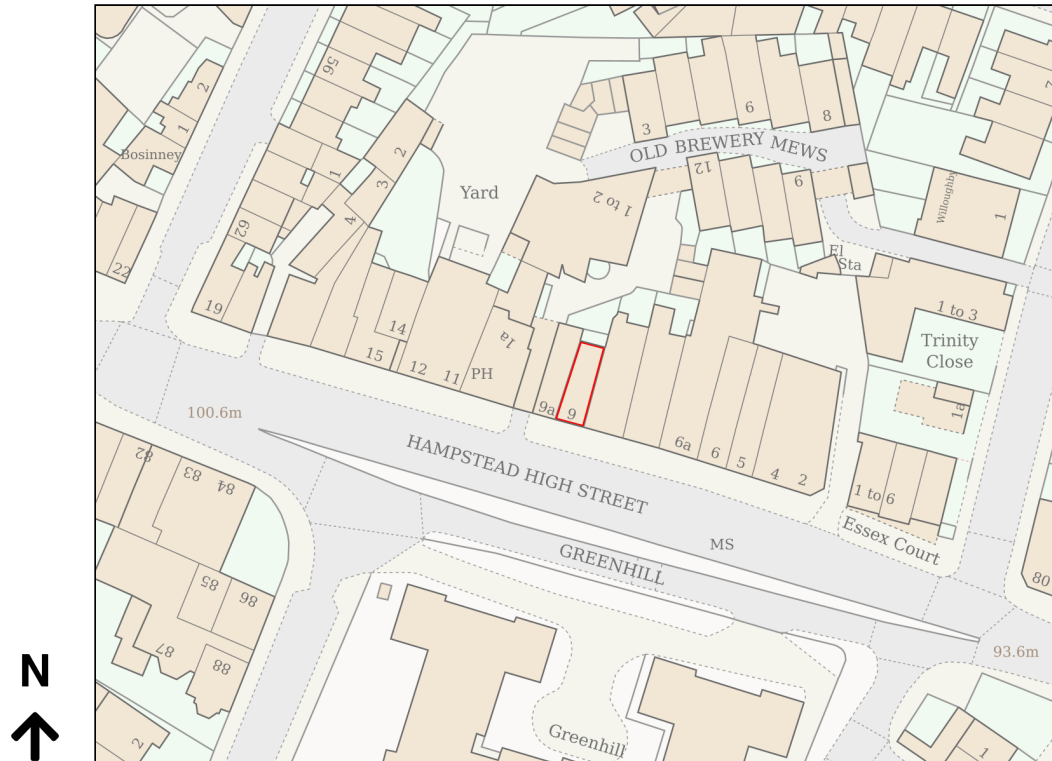 56
2
1
Bosinney
22
2
3
1
4
62
19
Yard
3
6
8
OLD BREWERY MEWS
12
9
1 to 2
7
Willoughby
1
El
Sta
1 to 3
Trinity
Close
1a
14
15
12
11
PH
1a
9a
9
6a
6
5
4
2
1 to 6
Essex Court
80
100.6m
HAMPSTEAD HIGH STREET
MS
GREENHILL
93.6m
82
83
84
85
86
87
88
2
Greenhill
1
N